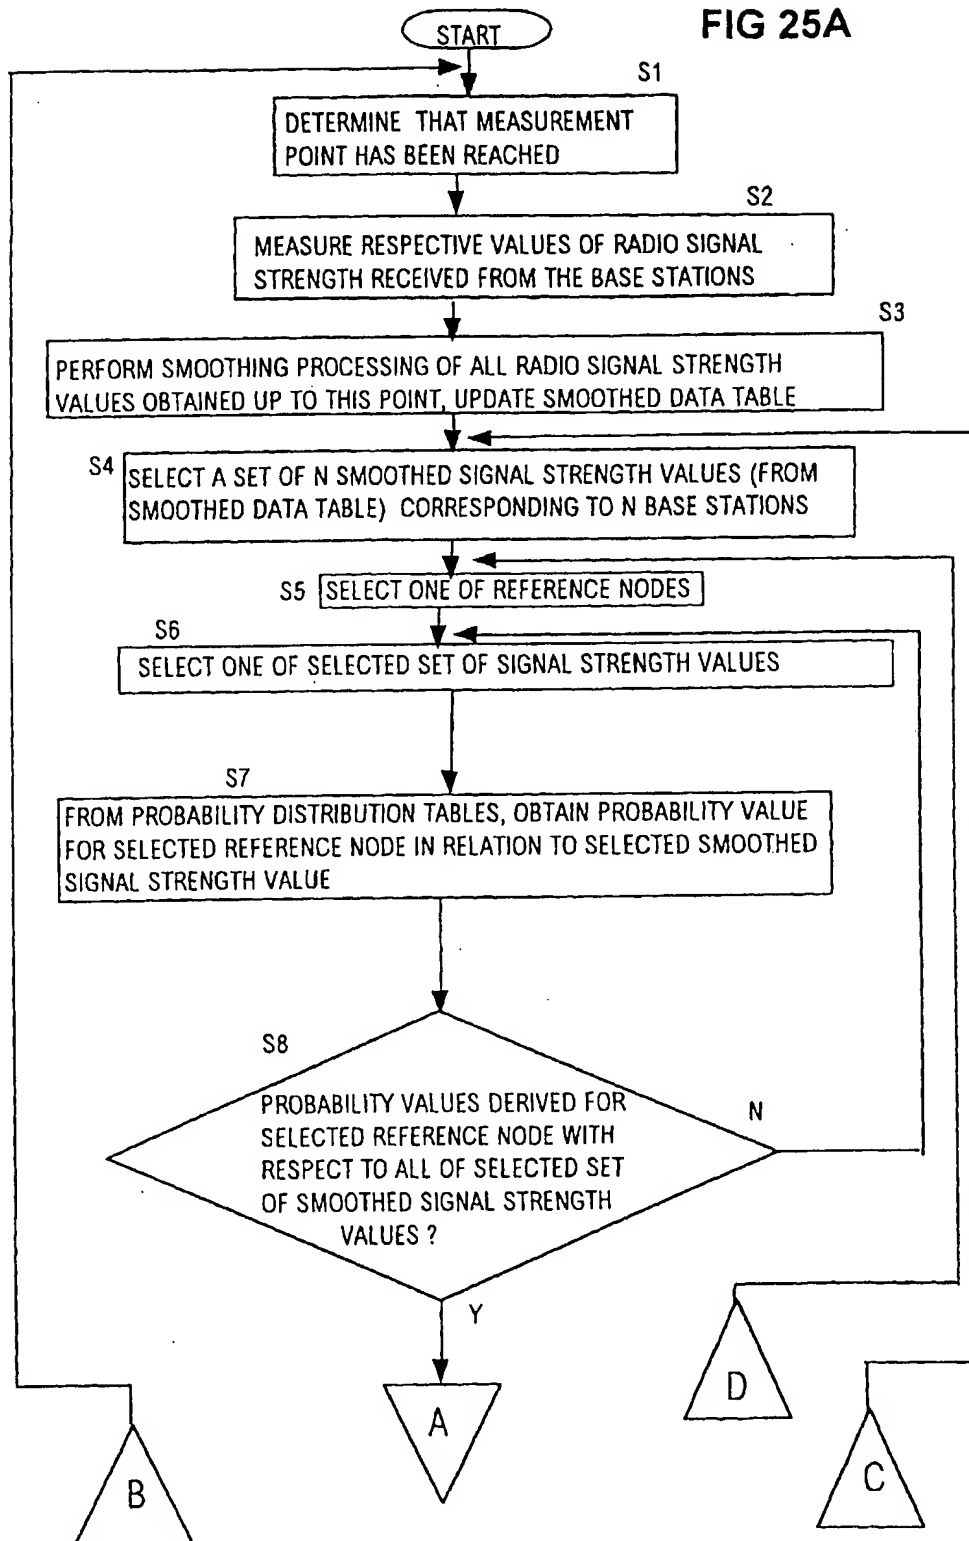 FIG 25A
START
S1
DETERMINE THAT MEASUREMENT
POINT HAS BEEN REACHED
S2
MEASURE RESPECTIVE VALUES OF RADIO SIGNAL
STRENGTH RECEIVED FROM THE BASE STATIONS
S3
PERFORM SMOOTHING PROCESSING OF ALL RADIO SIGNAL STRENGTH
VALUES OBTAINED UP TO THIS POINT, UPDATE SMOOTHED DATA TABLE
S4
SELECT A SET OF N SMOOTHED SIGNAL STRENGTH VALUES (FROM
SMOOTHED DATA TABLE) CORRESPONDING TO N BASE STATIONS
S5 SELECT ONE OF REFERENCE NODES
S6
SELECT ONE OF SELECTED SET OF SIGNAL STRENGTH VALUES
S7
FROM PROBABILITY DISTRIBUTION TABLES, OBTAIN PROBABILITY VALUE
FOR SELECTED REFERENCE NODE IN RELATION TO SELECTED SMOOTHED
SIGNAL STRENGTH VALUE
S8
PROBABILITY VALUES DERIVED FOR
SELECTED REFERENCE NODE WITH
RESPECT TO ALL OF SELECTED SET
OF SMOOTHED SIGNAL STRENGTH
VALUES ?
N
Y
A
D
B
C